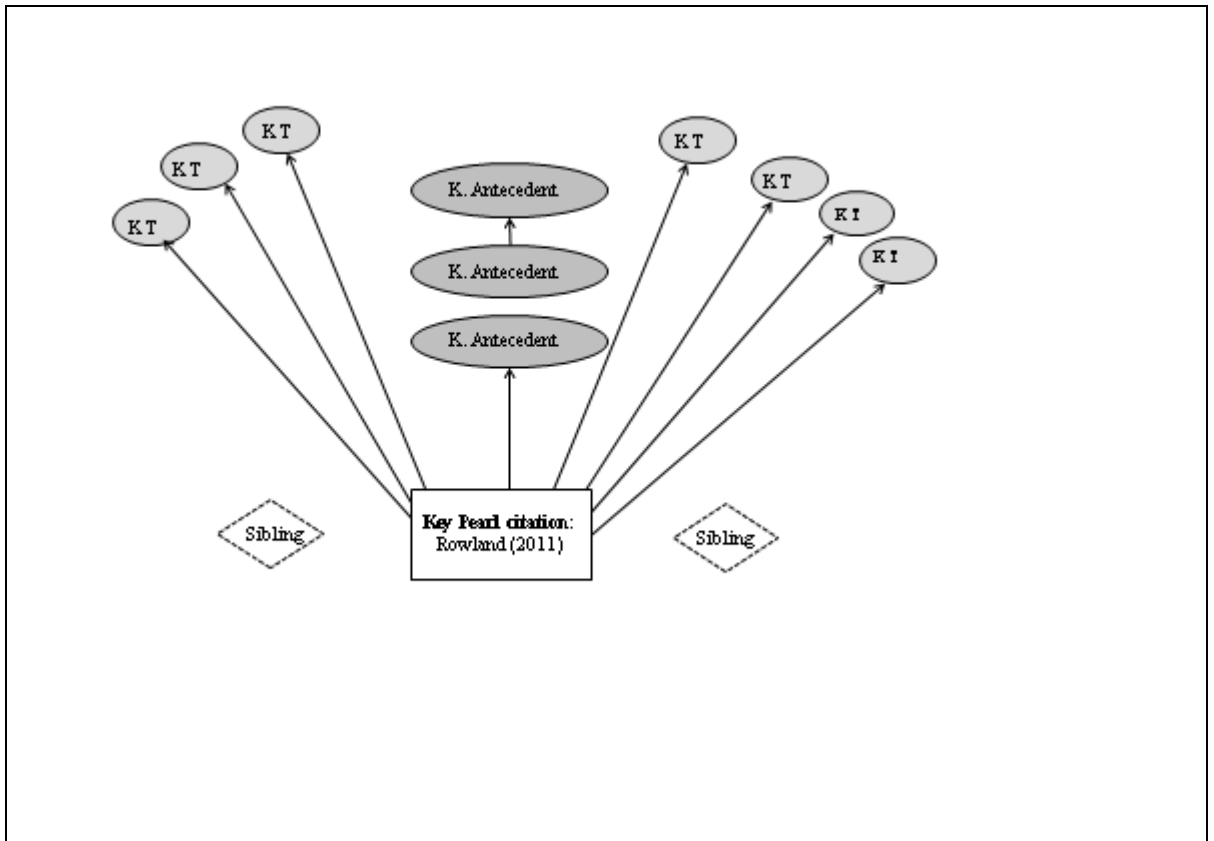 K T
K T
K T
K T
K T
K I
K I
K. Antecedent
K. Antecedent
K. Antecedent
Sibling
Key Pearl citation:
Rowland (2011)
Sibling